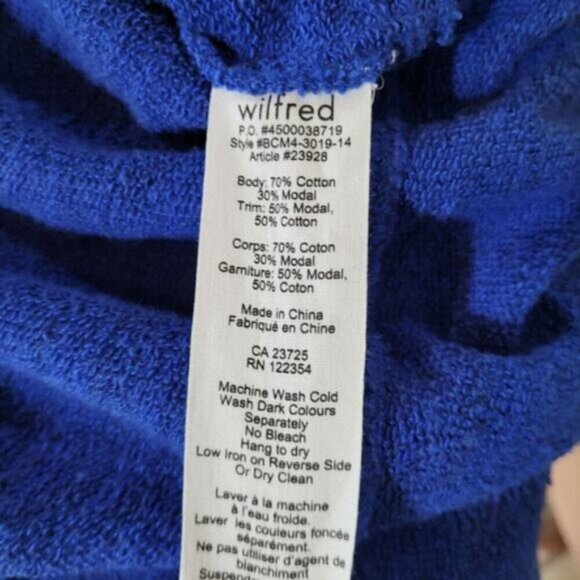 wilfred
P.O. #4500038719
Style #BCM4-3019-14
Article #23928
Body: 70% Cotton
30% Modal
Trim: 50% Modal,
50% Cotton
Corps: 70% Coton
30% Modal
Garniture: 50% Modal,
50% Coton
Made in China
Fabriqué en Chine
CA 23725
RN 122354
Machine Wash Cold
Wash Dark Colours
Separately
No Bleach
Hang to dry
Low Iron on Reverse Side
Or Dry Clean
Laver à la machine
à l'eau froide.
Laver les couleurs foncée
séparément.
Ne pas utiliser d'agent de
blanchiment